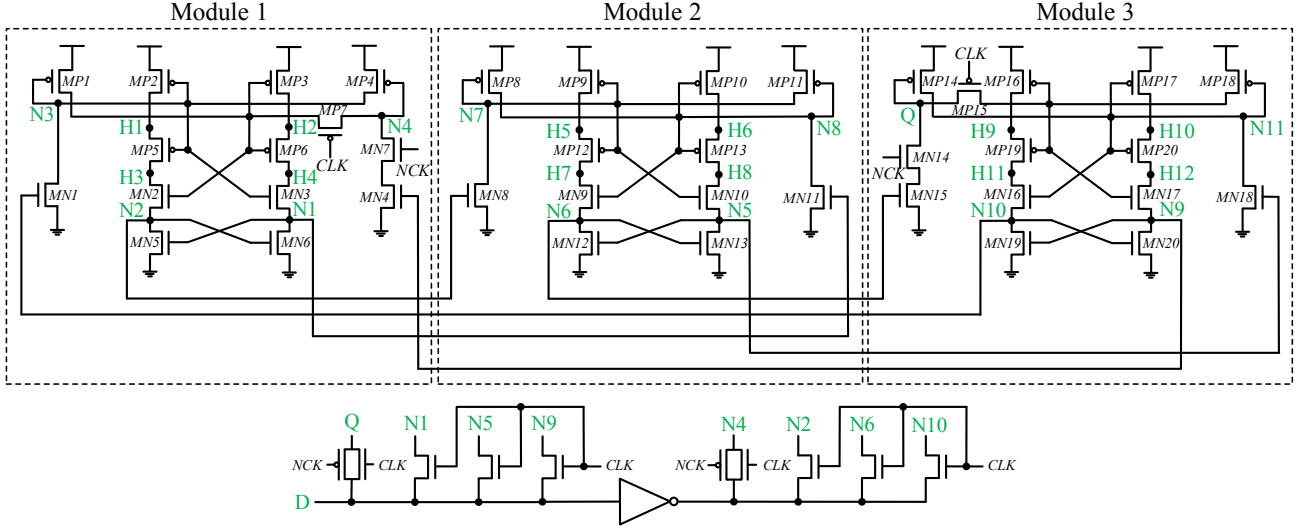 Module 1 Module 2 Module 3
MP1 MP2 MP3 MP4 MP8 MP9 MP10 MP11 MP14 CLK MP16 MP17 MP18
N3 MP7 N4 N7 N8 Q MP15 N11
H1 H2 CLK H5 H6 H9 H10
MP5 MP6 MN7 NCK MP12 MP13 NCK MN14 MP19 MP20
H3 H4 H7 H8 H11 H12
MN1 MN2 MN3 MN4 MN8 MN9 MN10 MN11 MN15 MN16 MN17 MN18
N2 N1 N6 N5 N10 N9
MN5 MN6 MN12 MN13 MN19 MN20
Q N1 N5 N9 N4 N2 N6 N10
NCK CLK CLK NCK CLK CLK
D